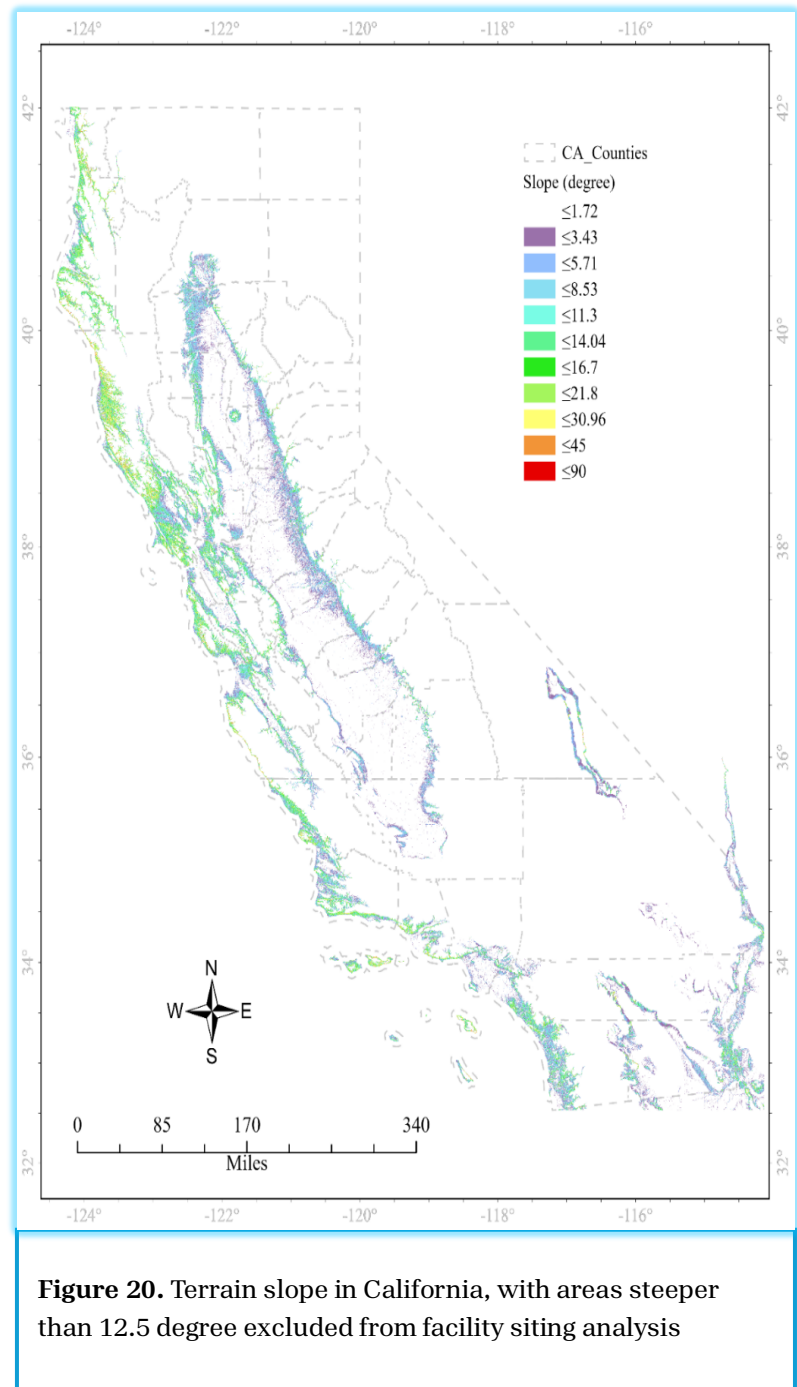 -124° -122° -120° -118° -116°
42° 42°
CA_Counties
Slope (degree)
≤1.72
≤3.43
≤5.71
≤8.53
≤11.3
≤14.04
≤16.7
≤21.8
≤30.96
≤45
≤90
40° 40°
38° 38°
36° 36°
34° 34°
N
W E
S
0 85 170 340
Miles
32° 32°
-124° -122° -120° -118° -116°
Figure 20. Terrain slope in California, with areas steeper
than 12.5 degree excluded from facility siting analysis